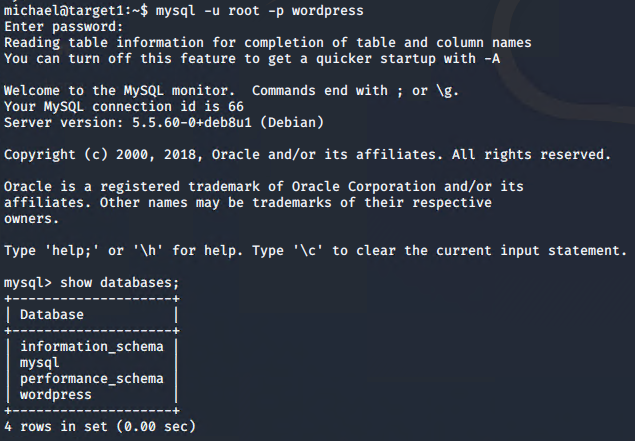 michael@target1:~$ mysql -u root -p wordpress
Enter password:
Reading table information for completion of table and column names
You can turn off this feature to get a quicker startup with -A

Welcome to the MySQL monitor.  Commands end with ; or \g.
Your MySQL connection id is 66
Server version: 5.5.60-0+deb8u1 (Debian)

Copyright (c) 2000, 2018, Oracle and/or its affiliates. All rights reserved.

Oracle is a registered trademark of Oracle Corporation and/or its
affiliates. Other names may be trademarks of their respective
owners.

Type 'help;' or '\h' for help. Type '\c' to clear the current input statement.

mysql> show databases;
+--------------------+
| Database           |
+--------------------+
| information_schema |
| mysql              |
| performance_schema |
| wordpress          |
+--------------------+
4 rows in set (0.00 sec)